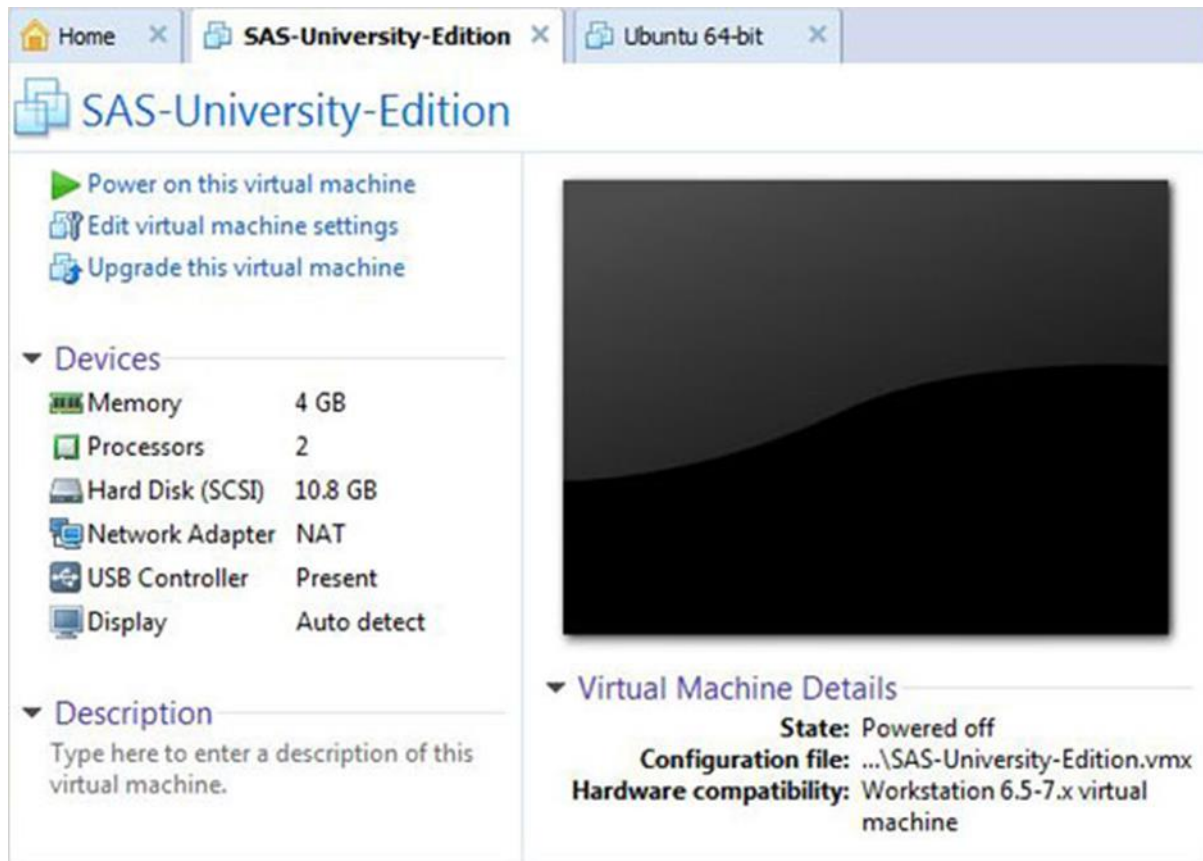 Home
SAS-University-Edition
Ubuntu 64-bit
SAS-University-Edition
Power on this virtual machine
Edit virtual machine settings
Upgrade this virtual machine
Devices
Memory 4 GB
Processors 2
Hard Disk (SCSI) 10.8 GB
Network Adapter NAT
USB Controller Present
Display Auto detect
Description
Type here to enter a description of this
virtual machine.
Virtual Machine Details
State: Powered off
Configuration file: ...\SAS-University-Edition.vmx
Hardware compatibility: Workstation 6.5-7.x virtual
machine